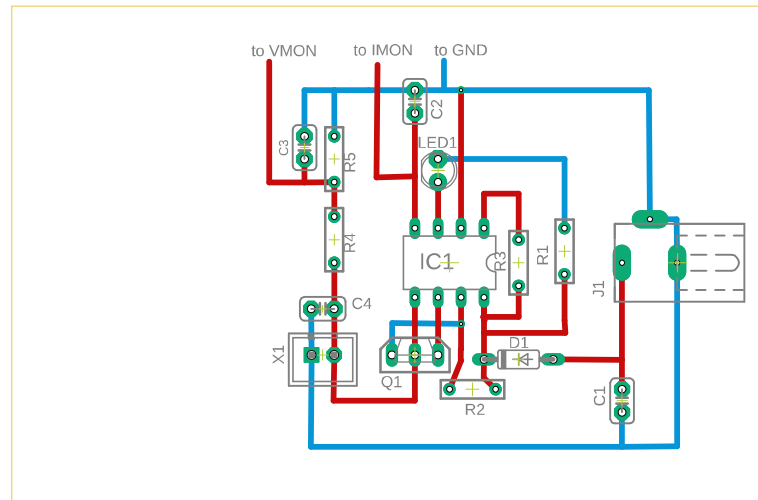 to VMON
to IMON
to GND
C2
C3
LED1
R5
R4
IC1
R3
R1
J1
C4
X1
D1
Q1
R2
C1